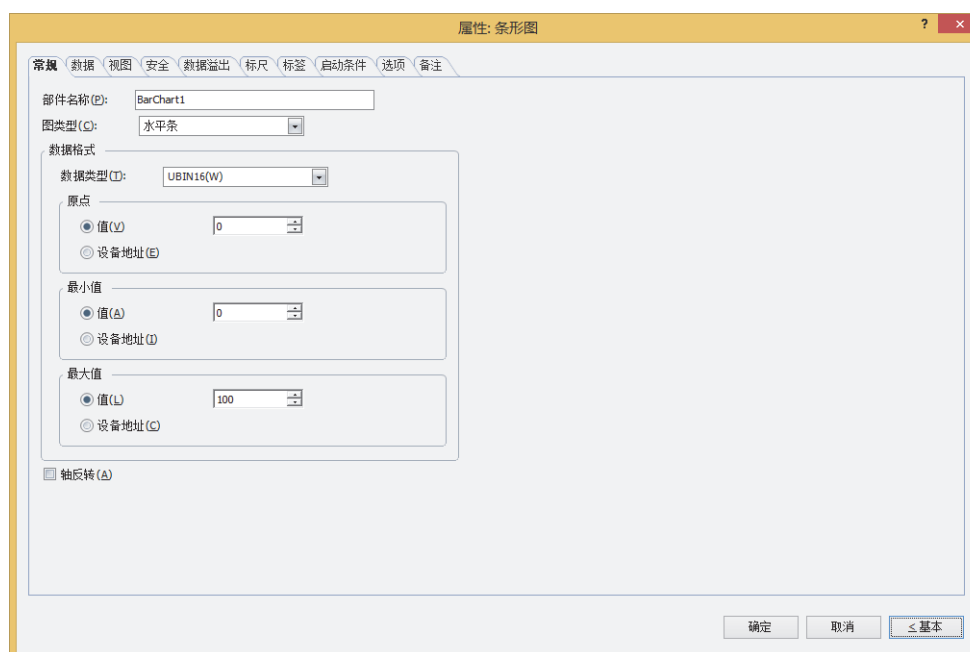 属性: 条形图
? ×
常规 数据 视图 安全 数据溢出 标尺 标签 启动条件 选项 备注
部件名称(P): BarChart1
图类型(C): 水平条
数据格式
数据类型(T): UBIN16(W)
原点
值(V) 0
设备地址(E)
最小值
值(A) 0
设备地址(I)
最大值
值(L) 100
设备地址(C)
轴反转(A)
确定 取消 <基本